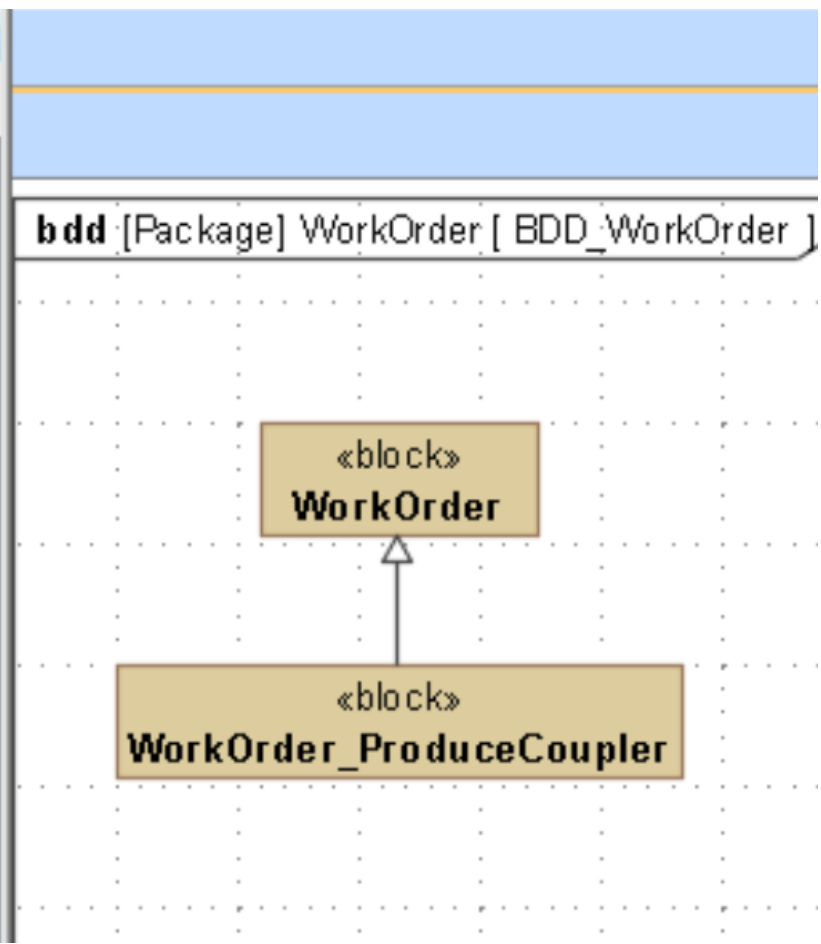 bdd [Package] WorkOrder [ BDD_WorkOrder ]
«block»
WorkOrder
«block»
WorkOrder_ProduceCoupler